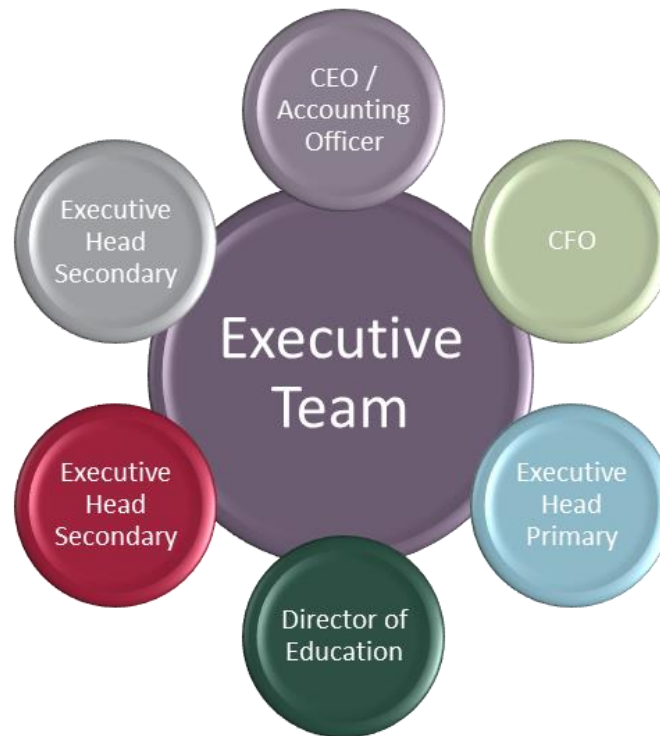 CEO /
Accounting
Officer
CFO
Executive
Head
Primary
Director of
Education
Executive
Head
Secondary
Executive
Head
Secondary
Executive
Team